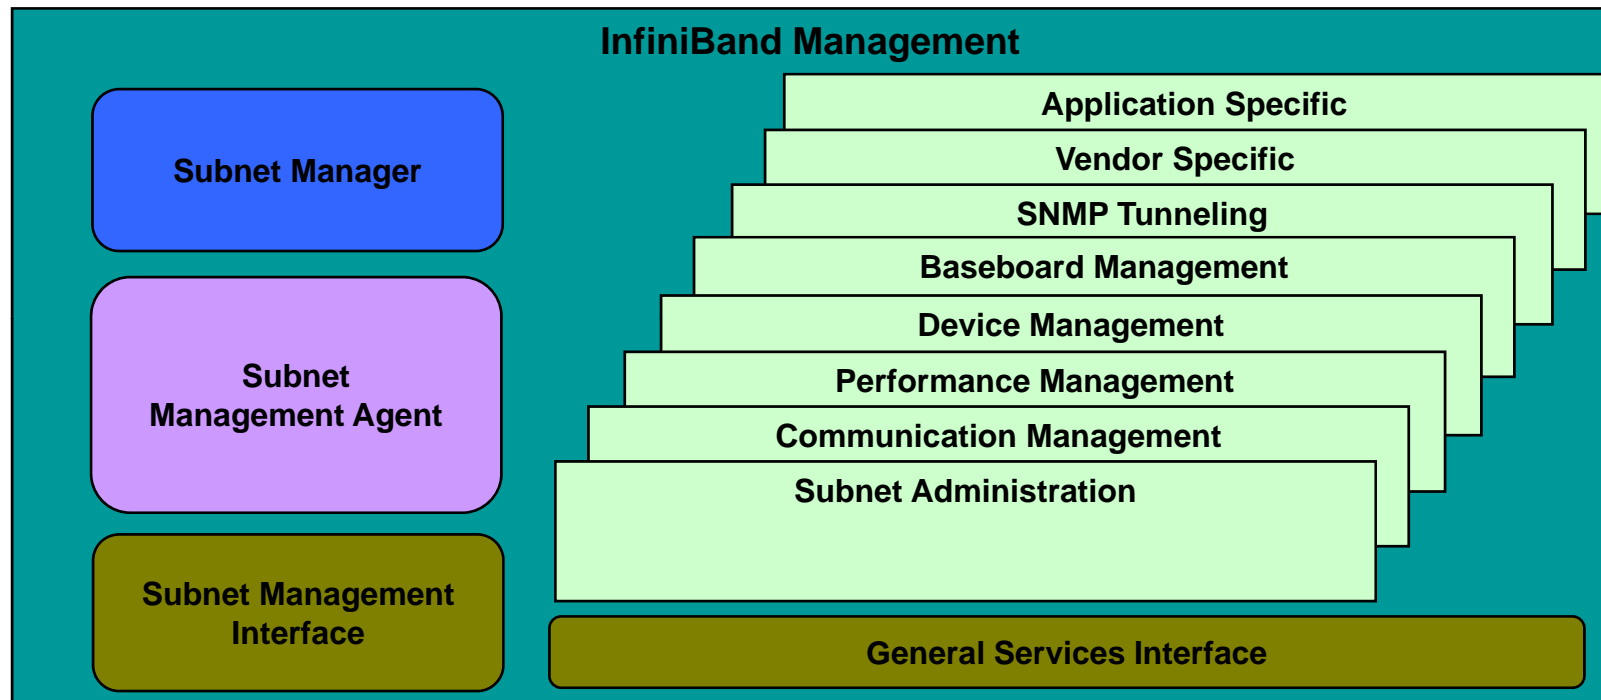 InfiniBand Management
Subnet Manager
Subnet
Management Agent
Subnet Management
Interface
Application Specific
Vendor Specific
SNMP Tunneling
Baseboard Management
Device Management
Performance Management
Communication Management
Subnet Administration
General Services Interface